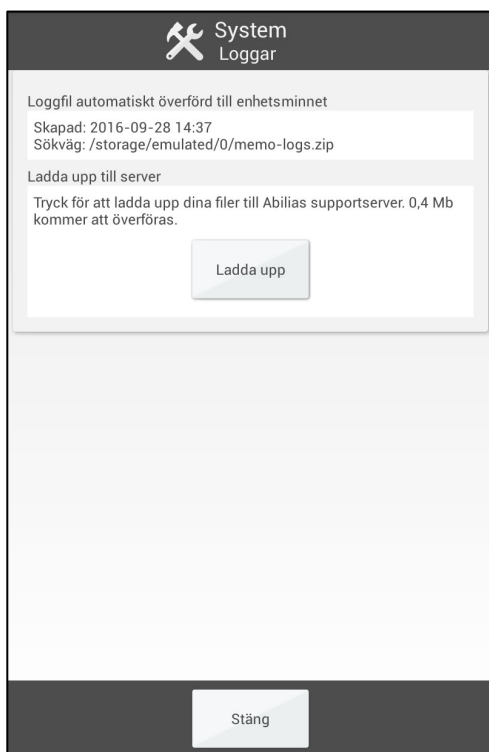 System
Loggar
Loggfil automatiskt överförd till enhetsminnet
Skapad: 2016-09-28 14:37
Sökväg: /storage/emulated/0/memo-logs.zip
Ladda upp till server
Tryck för att ladda upp dina filer till Abilias supportserver. 0,4 Mb
kommer att överföras.
Ladda upp
Stäng